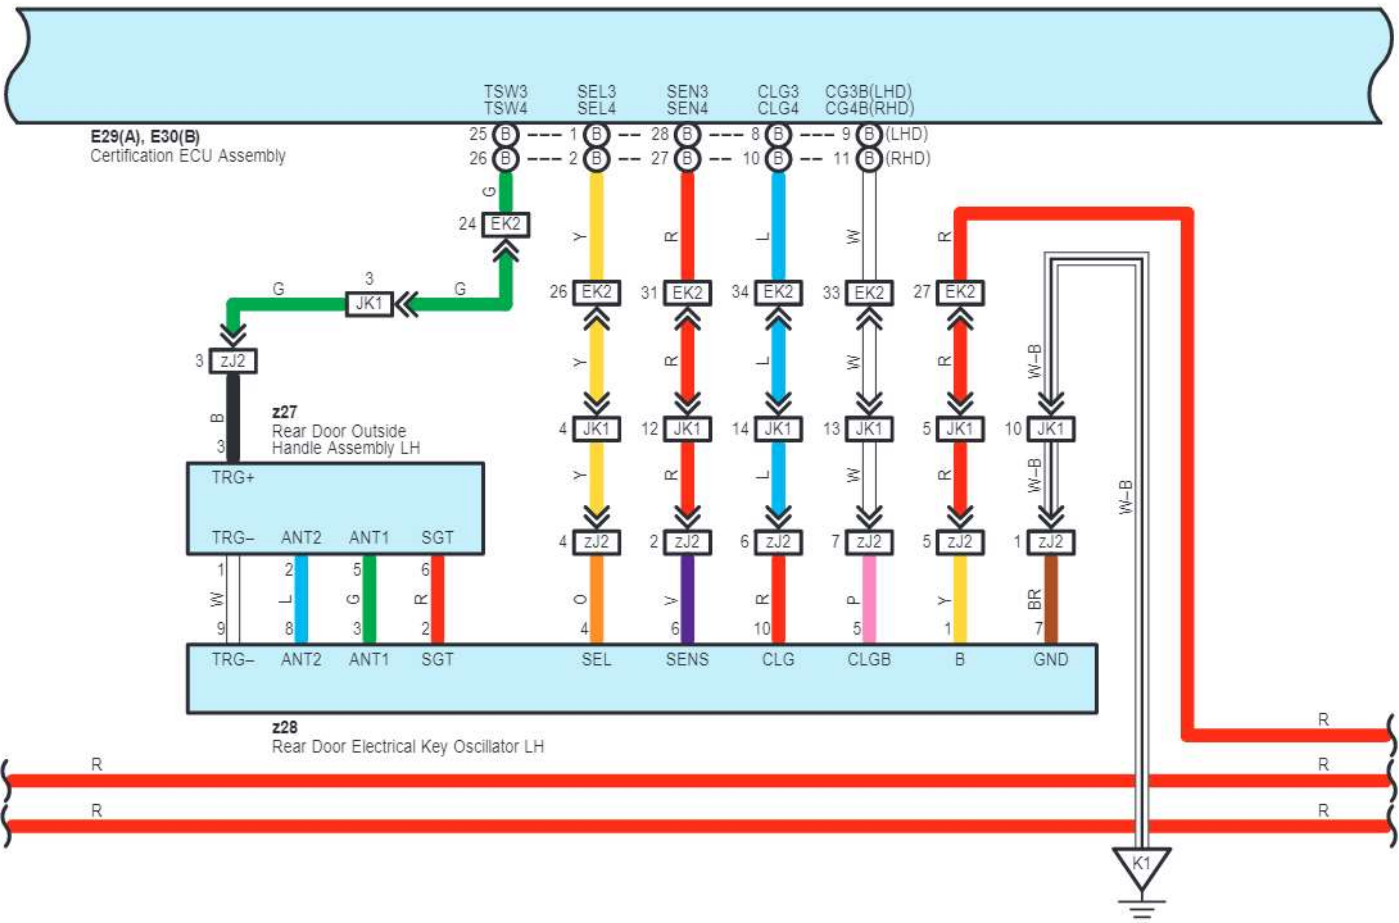 TSW3 SEL3 SEN3 CLG3 CG3B(LHD)
TSW4 SEL4 SEN4 CLG4 CG4B(RHD)
E29(A), E30(B)
Certification ECU Assembly
25 B 1 B 28 B 8 B 9 B (LHD)
26 B 2 B 27 B 10 B 11 B (RHD)
G
24 EK2
Y R L W R
G 3 G
JK1
26 EK2 31 EK2 34 EK2 33 EK2 27 EK2
3 zJ2
Y R L W R W–B
B
3
z27
Rear Door Outside
Handle Assembly LH
4 JK1 12 JK1 14 JK1 13 JK1 5 JK1 10 JK1
TRG+
Y R L W R W–B W–B
TRG– ANT2 ANT1 SGT
4 zJ2 2 zJ2 6 zJ2 7 zJ2 5 zJ2 1 zJ2
1 2 5 6
W L G R O V R P Y BR
9 8 3 2 4 6 10 5 1 7
TRG– ANT2 ANT1 SGT SEL SENS CLG CLGB B GND
z28
Rear Door Electrical Key Oscillator LH
R
R R
R R
K1